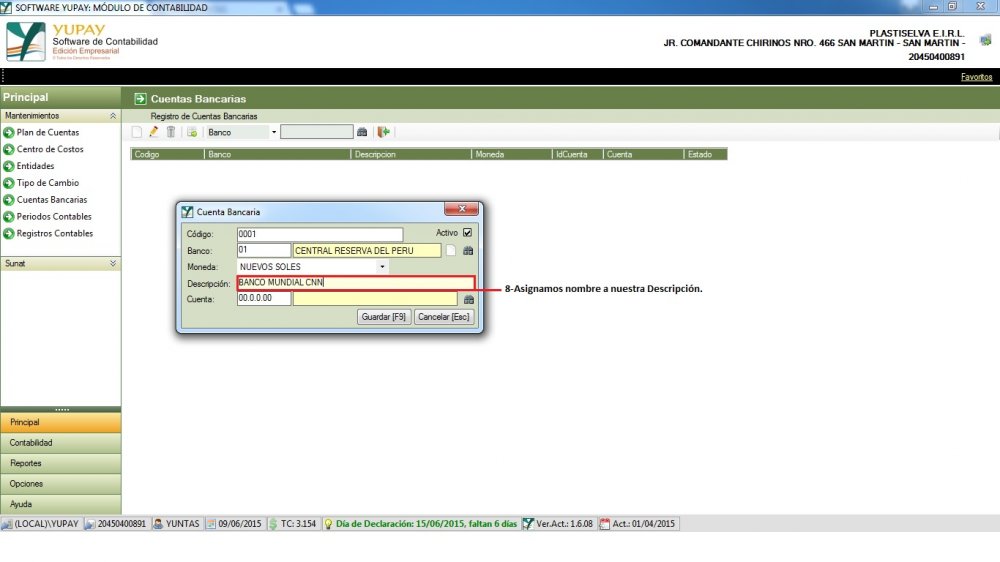 SOFTWARE YUPAY: MÓDULO DE CONTABILIDAD
YUPAY
Software de Contabilidad
Edición Empresarial
© Todos los Derechos Reservados
PLASTISELVA E.I.R.L.
JR. COMANDANTE CHIRINOS NRO. 466 SAN MARTIN - SAN MARTIN -
20450400891
Favoritos
Principal
Cuentas Bancarias
Mantenimientos
Registro de Cuentas Bancarias
Plan de Cuentas
Centro de Costos
Entidades
Tipo de Cambio
Cuentas Bancarias
Periodos Contables
Registros Contables
Sunat
Banco
Codigo Banco Descripcion Moneda IdCuenta Cuenta Estado
Cuenta Bancaria
Código: 0001 Activo
Banco: 01 CENTRAL RESERVA DEL PERU
Moneda: NUEVOS SOLES
Descripción: BANCO MUNDIAL CNN
Cuenta: 00.0.0.00
Guardar [F9] Cancelar [Esc]
8-Asignamos nombre a nuestra Descripción.
Principal
Contabilidad
Reportes
Opciones
Ayuda
(LOCAL)\YUPAY 20450400891 YUNTAS 09/06/2015 TC: 3.154 Día de Declaración: 15/06/2015, faltan 6 días Ver.Act.: 1.6.08 Act.: 01/04/2015